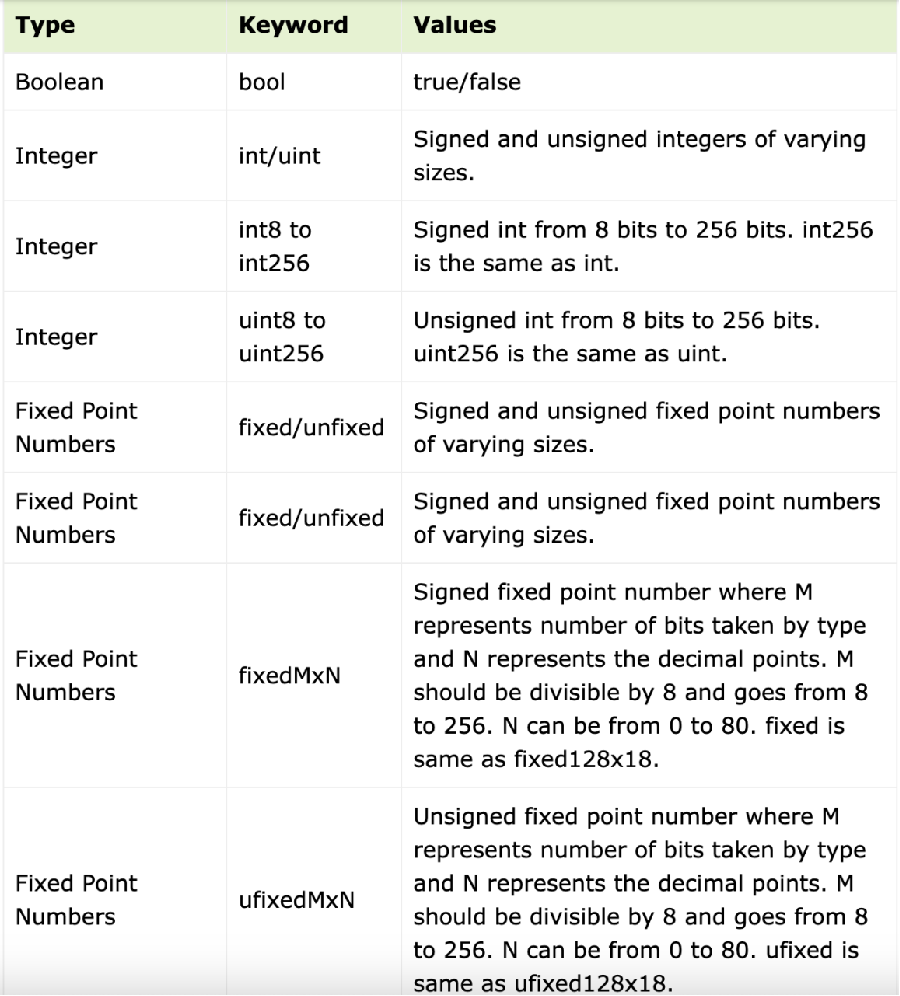 Type Keyword Values
Boolean bool true/false
Integer int/uint Signed and unsigned integers of varying
sizes.
Integer int8 to
int256 Signed int from 8 bits to 256 bits. int256
is the same as int.
Integer uint8 to
uint256 Unsigned int from 8 bits to 256 bits.
uint256 is the same as uint.
Fixed Point
Numbers fixed/unfixed Signed and unsigned fixed point numbers
of varying sizes.
Fixed Point
Numbers fixed/unfixed Signed and unsigned fixed point numbers
of varying sizes.
Fixed Point
Numbers fixedMxN Signed fixed point number where M
represents number of bits taken by type
and N represents the decimal points. M
should be divisible by 8 and goes from 8
to 256. N can be from 0 to 80. fixed is
same as fixed128x18.
Fixed Point
Numbers ufixedMxN Unsigned fixed point number where M
represents number of bits taken by type
and N represents the decimal points. M
should be divisible by 8 and goes from 8
to 256. N can be from 0 to 80. ufixed is
same as ufixed128x18.